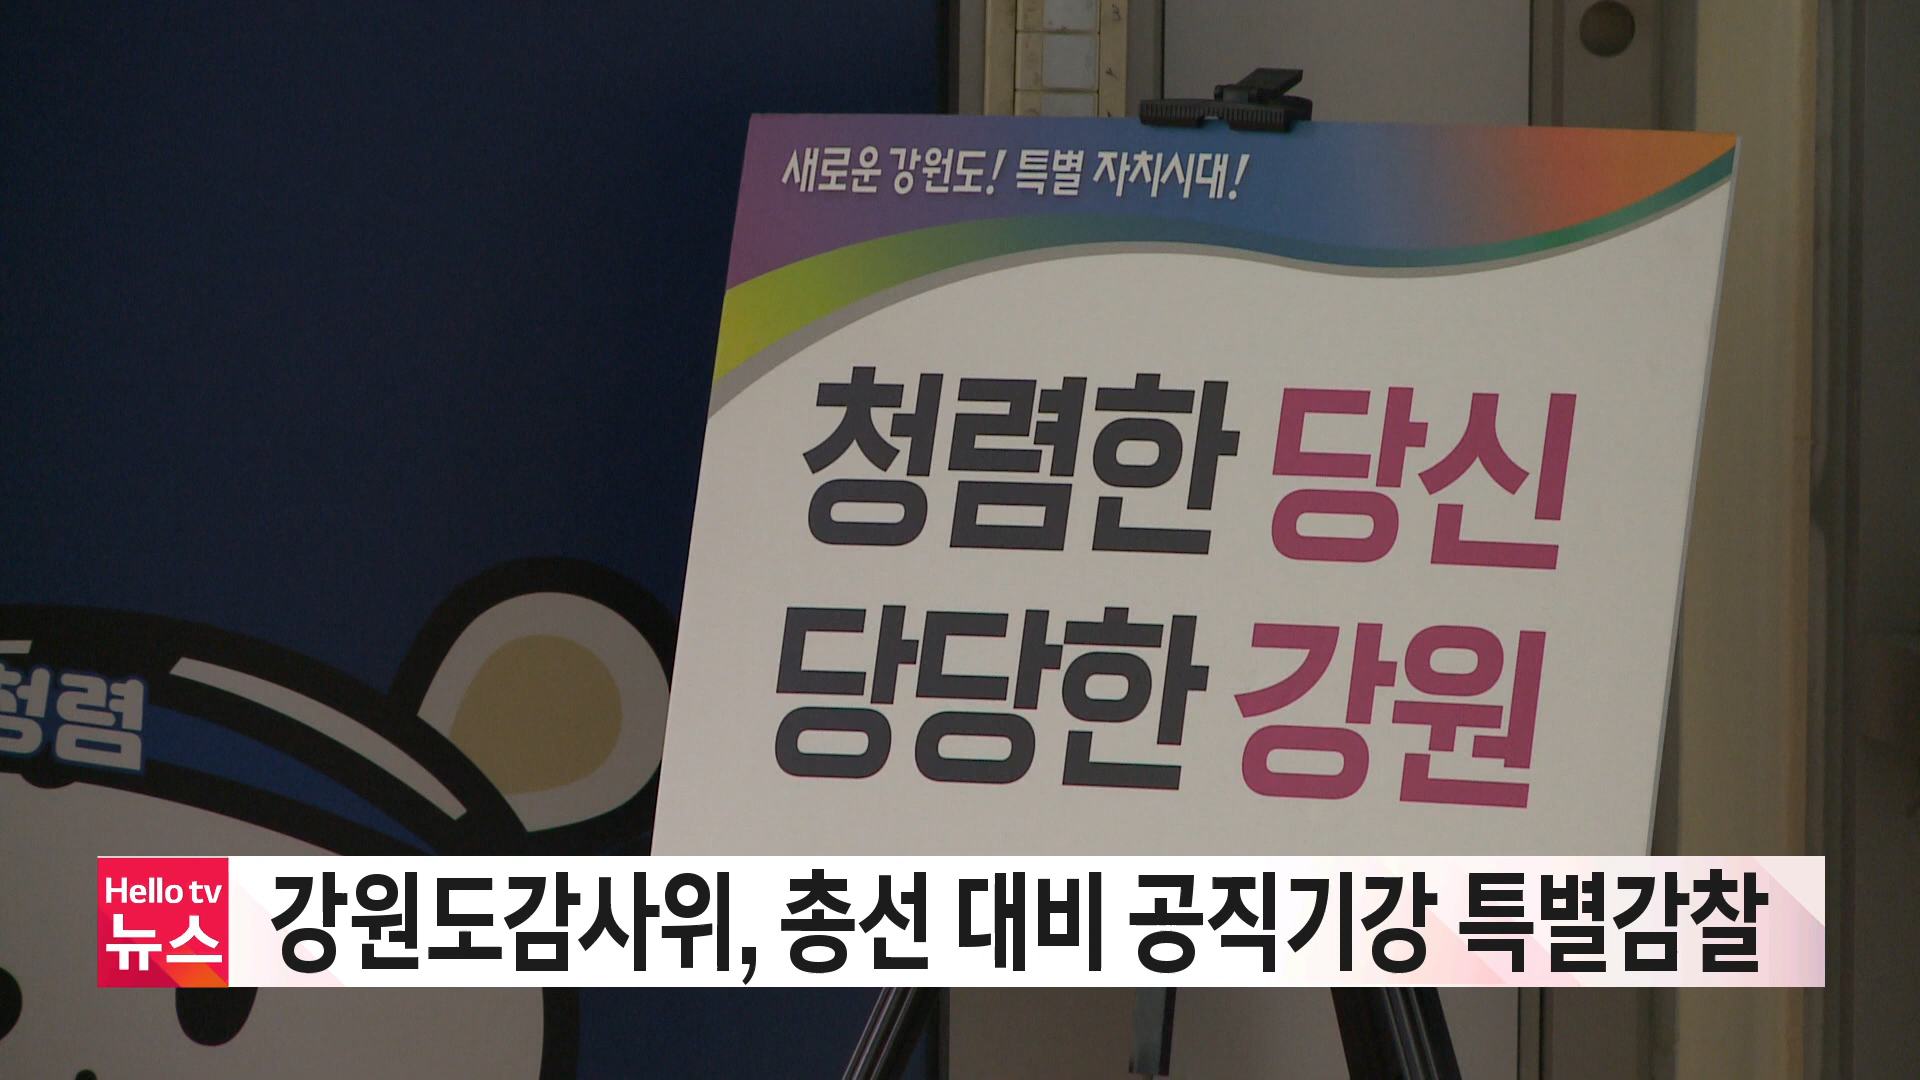 새로운 강원도! 특별 자치시대!
청렴한 당신
당당한 강원
청렴
Hello tv
뉴스
강원도감사위, 총선 대비 공직기강 특별감찰